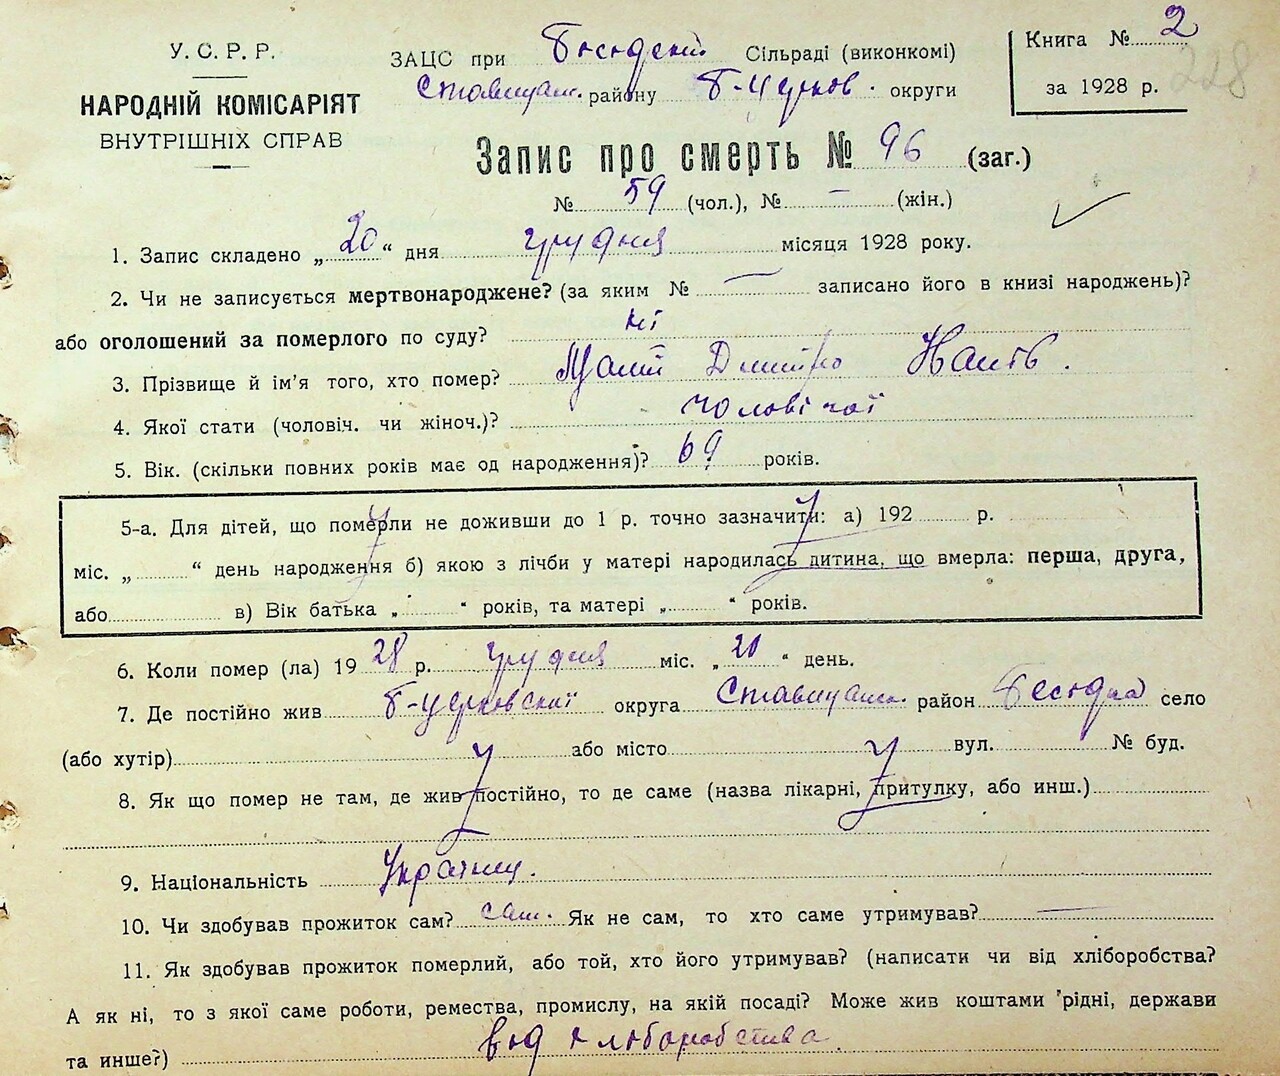 У. С. Р. Р.
НАРОДНІЙ КОМІСАРІЯТ
ВНУТРІШНІХ СПРАВ
ЗАЦС при Бесідскій Сільраді (виконкомі)
Ставищан. району Б-Церков. округи
Книга № 2
за 1928 р.
228
Запис про смерть № 96 (заг.)
№ 59 (чол.), № — (жін.)
1. Запис складено „20“ дня грудня місяця 1928 року.
2. Чи не записується мертвонароджене? (за яким № — записано його в книзі народжень)?
або оголошений за померлого по суду? ні
3. Прізвище й ім'я того, хто помер? Дмитро
4. Якої стати (чоловіч. чи жіноч.)? чоловічої
5. Вік. (скільки повних років має од народження)? 69 років.
5-а. Для дітей, що померли не доживши до 1 р. точно зазначити: а) 192 р.
міс. „ “ день народження б) якою з лічби у матері народилась дитина, що вмерла: перша, друга,
або в) Вік батька „ “ років, та матері „ “ років.
6. Коли помер (ла) 19 28 р. грудня міс. „20“ день.
7. Де постійно жив Б-Церковскиї округа Ставищан. район Бесідка село
(або хутір) або місто вул. № буд.
8. Як що помер не там, де жив постійно, то де саме (назва лікарні, притулку, або инш.)
9. Національність Українец.
10. Чи здобував прожиток сам? сам. Як не сам, то хто саме утримував? —
11. Як здобував прожиток померлий, або той, хто його утримував? (написати чи від хліборобства?
А як ні, то з якої саме роботи, ремества, промислу, на якій посаді? Може жив коштами рідні, держави
та инше?) від хліборобства.